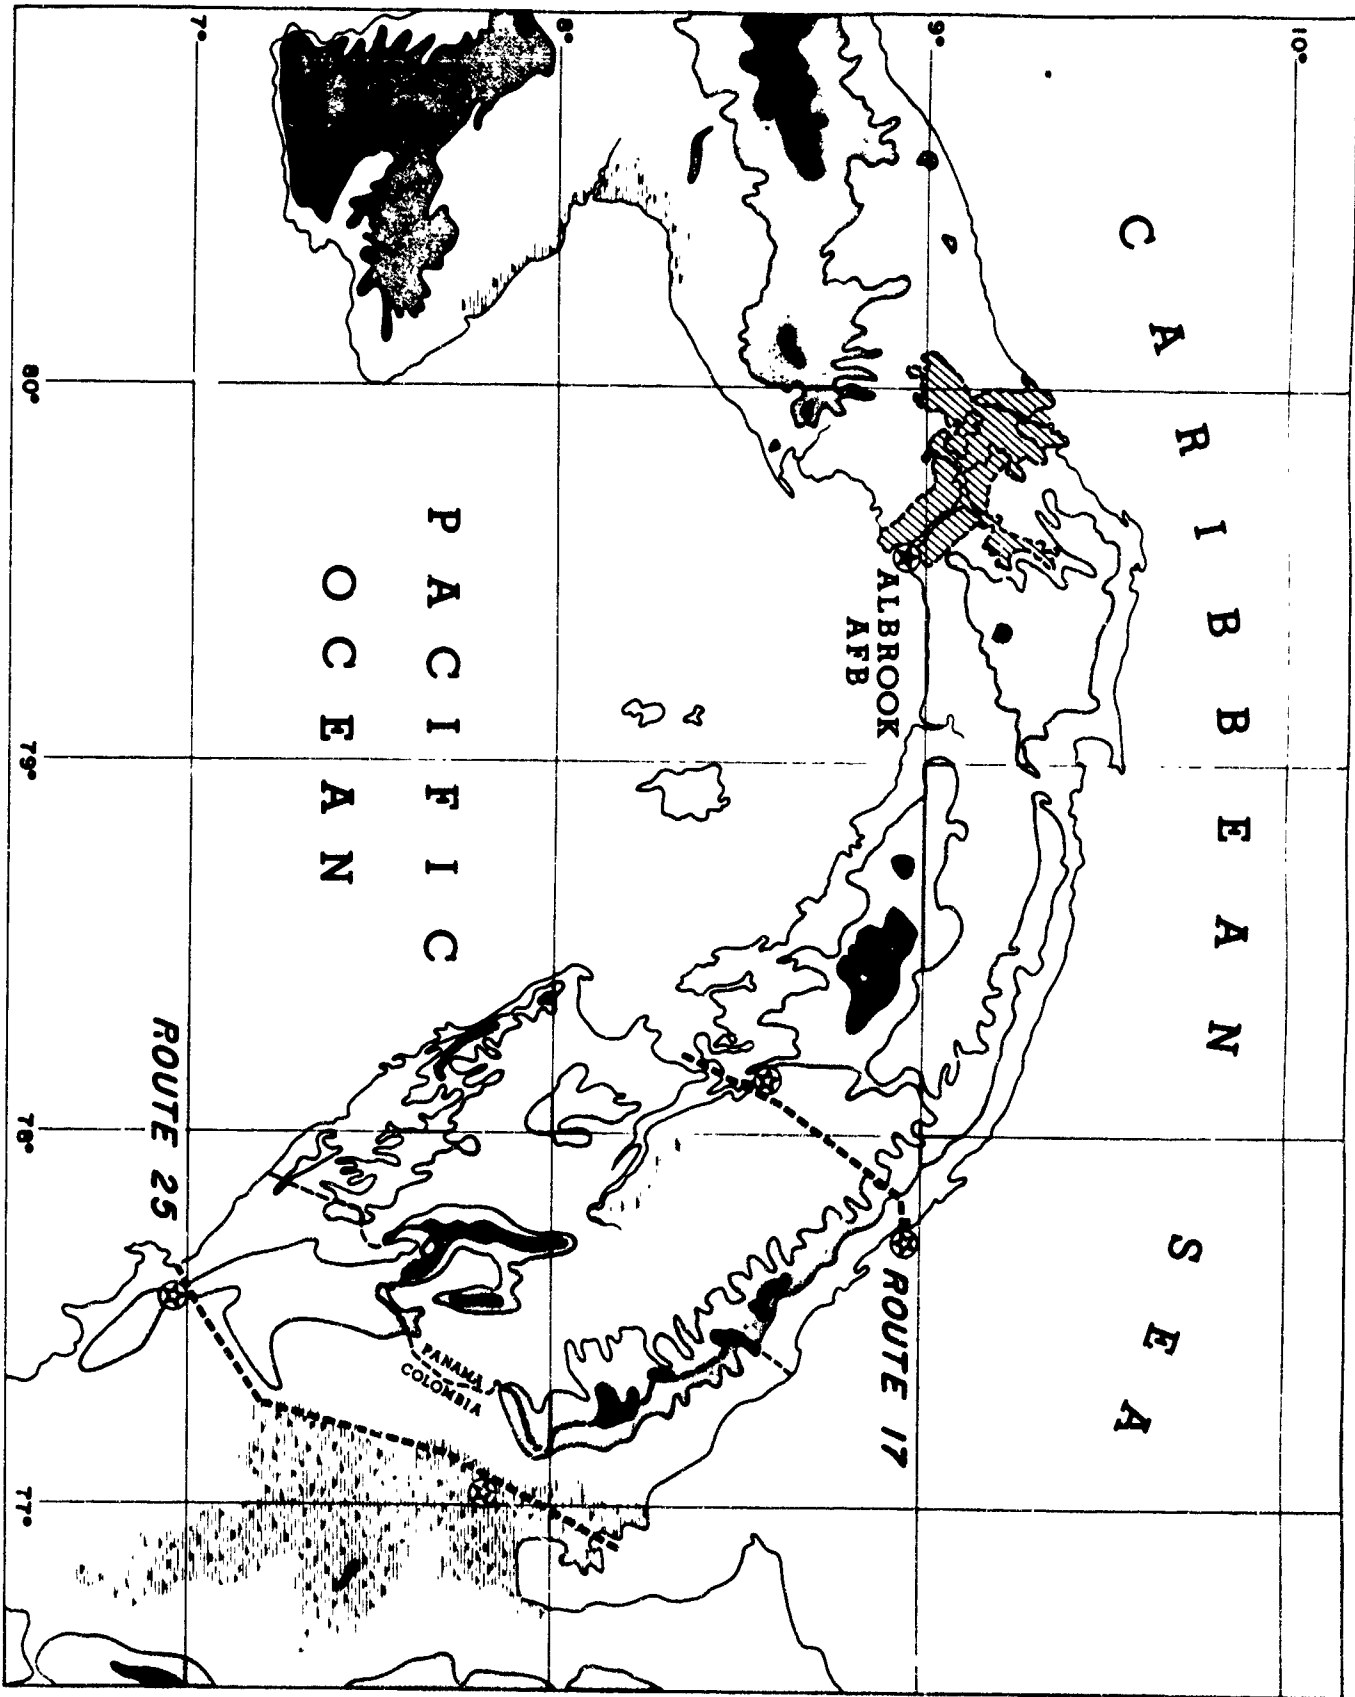 CARIBBEAN SEA
10°
9°
8°
7°
80°
79°
78°
77°
ALBROOK
AFB
PACIFIC
OCEAN
ROUTE 17
ROUTE 25
PANAMA
COLOMBIA